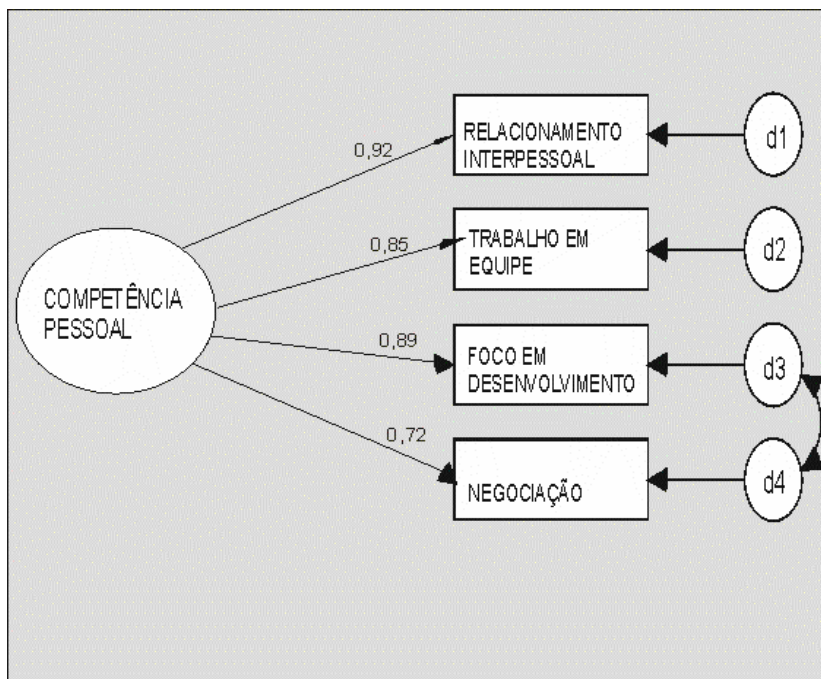 RELACIONAMENTO
INTERPESSOAL
d1
0,92
TRABALHO EM
EQUIPE
d2
0,85
COMPETÊNCIA
PESSOAL
0,89
FOCO EM
DESENVOLVIMENTO
d3
0,72
NEGOCIAÇÃO
d4